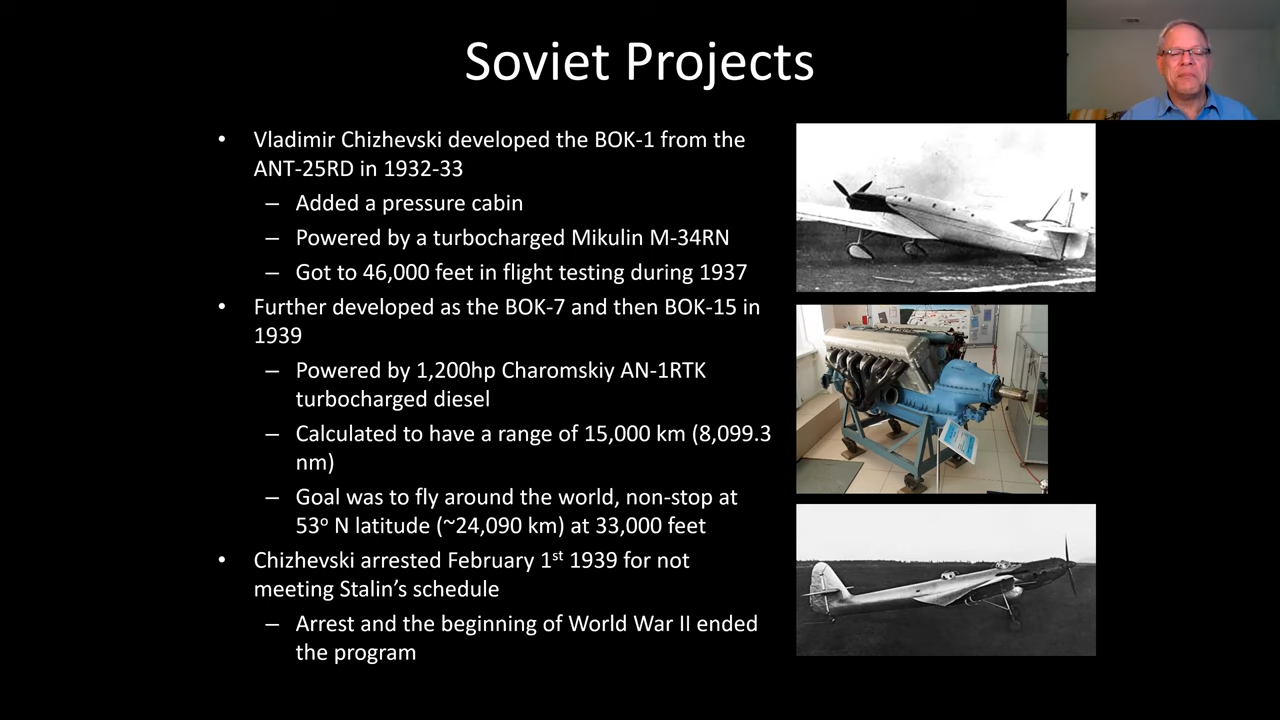 Soviet Projects
• Vladimir Chizhevski developed the BOK-1 from the
ANT-25RD in 1932-33
– Added a pressure cabin
– Powered by a turbocharged Mikulin M-34RN
– Got to 46,000 feet in flight testing during 1937
• Further developed as the BOK-7 and then BOK-15 in
1939
– Powered by 1,200hp Charomskiy AN-1RTK
turbocharged diesel
– Calculated to have a range of 15,000 km (8,099.3
nm)
– Goal was to fly around the world, non-stop at
53º N latitude (~24,090 km) at 33,000 feet
• Chizhevski arrested February 1st 1939 for not
meeting Stalin’s schedule
– Arrest and the beginning of World War II ended
the program